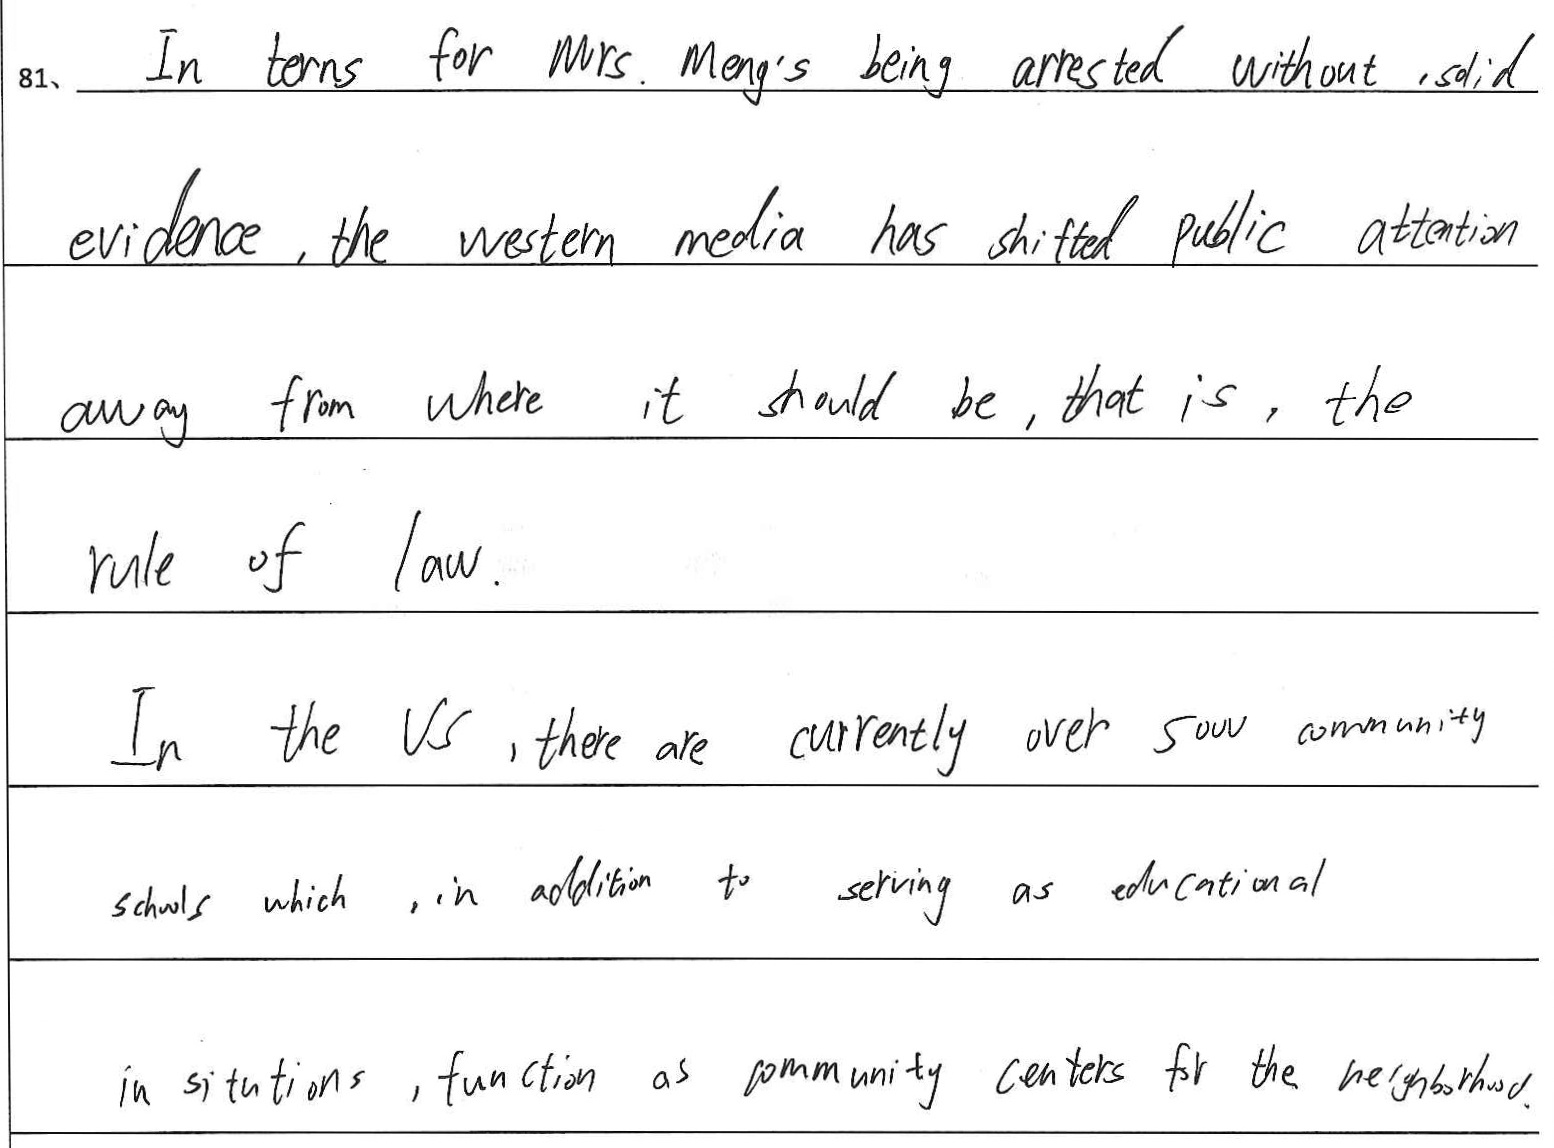 81、 In terns for Mrs. Meng's being arrested without solid
evidence, the western media has shifted public attention
away from where it should be, that is, the
rule of law.
In the US, there are currently over 5000 community
schools which, in addition to serving as educational
in situtions, function as community centers for the neighborhood.